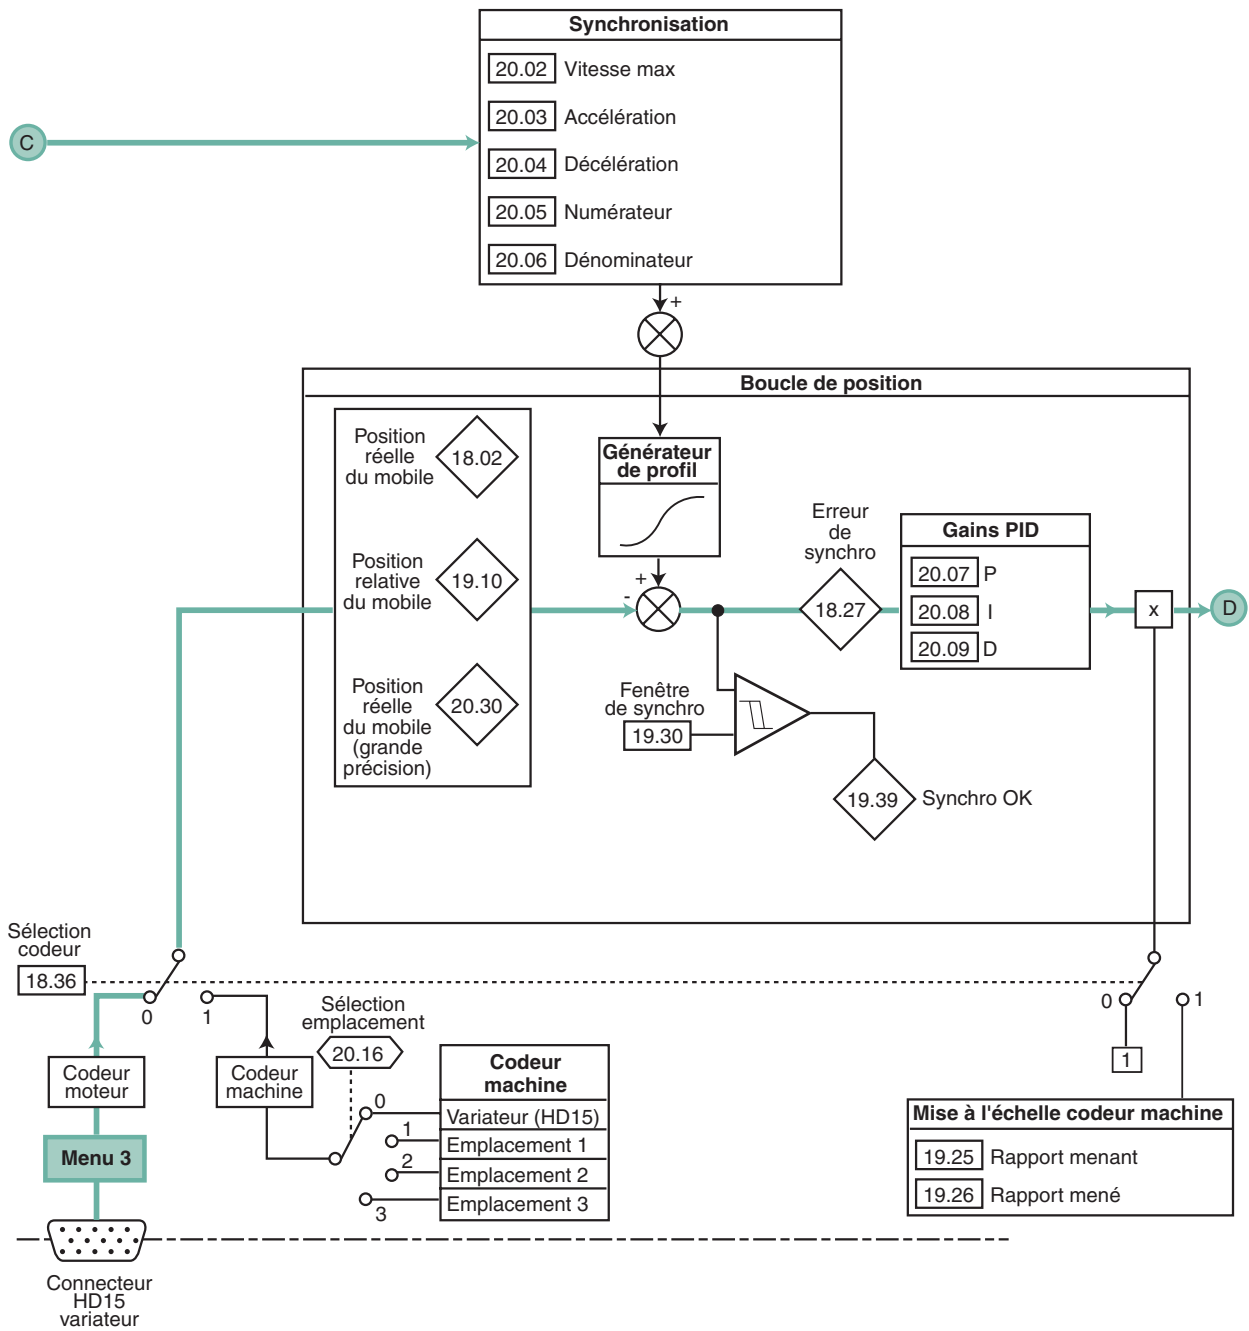 Synchronisation
20.02 Vitesse max
20.03 Accélération
C
20.04 Décélération
20.05 Numérateur
20.06 Dénominateur
+
Boucle de position
Position
réelle
du mobile
18.02
Générateur
de profil
Position
relative
du mobile
19.10
Position
réelle
du mobile
(grande
précision)
20.30
+
-
Erreur
de
synchro
18.27
Gains PID
20.07 P
20.08 I
20.09 D
x
D
Fenêtre
de synchro
19.30
19.39
Synchro OK
Sélection
codeur
18.36
0
1
0
1
1
Sélection
emplacement
20.16
Codeur
moteur
Codeur
machine
0
1
2
3
Codeur
machine
Variateur (HD15)
Emplacement 1
Emplacement 2
Emplacement 3
Mise à l'échelle codeur machine
19.25 Rapport menant
19.26 Rapport mené
Menu 3
Connecteur
HD15
variateur